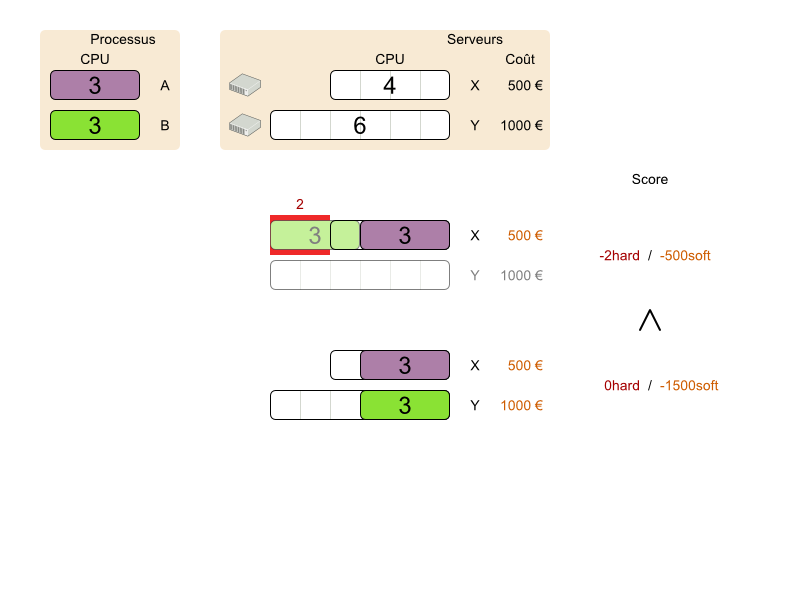 Processus
CPU
3 A
3 B
Serveurs
CPU Coût
4 X 500 €
6 Y 1000 €
Score
2
3 3 X 500 €
Y 1000 €
-2hard / -500soft
3 X 500 €
3 Y 1000 €
0hard / -1500soft